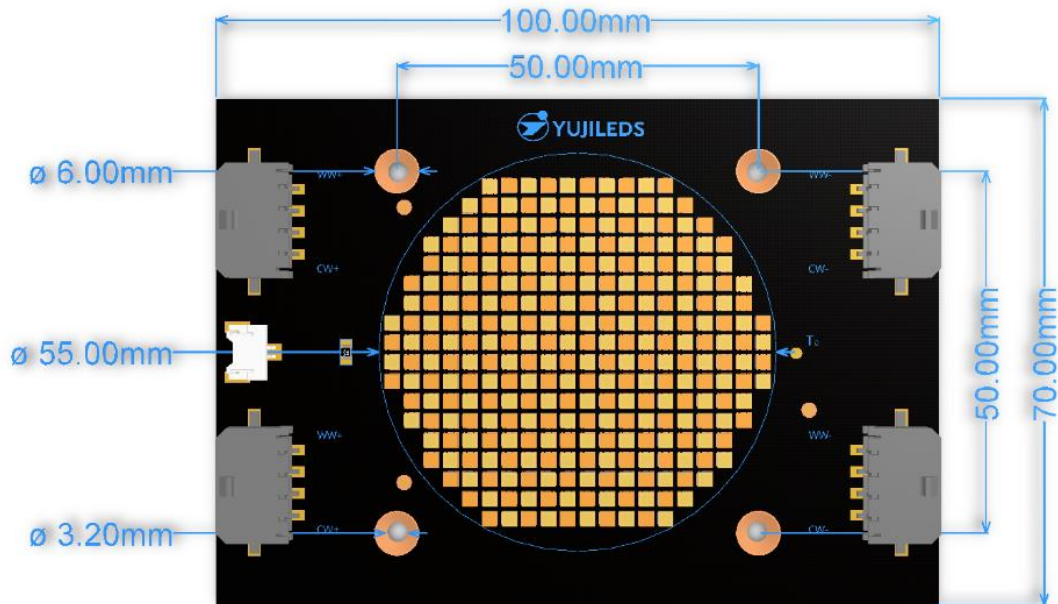 100.00mm
50.00mm
YUJILEDS
ø 6.00mm
WW+
WW-
CW+
CW-
ø 55.00mm
Tc
50.00mm
70.00mm
WW+
WW-
ø 3.20mm
CW+
CW-